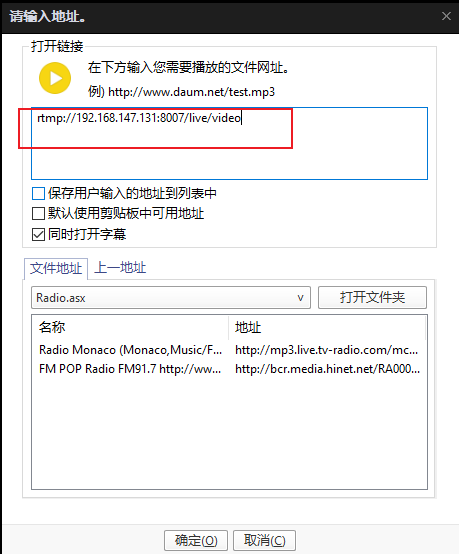 请输入地址。
打开链接
在下方输入您需要播放的文件网址。
例) http://www.daum.net/test.mp3
rtmp://192.168.147.131:8007/live/video
保存用户输入的地址到列表中
默认使用剪贴板中可用地址
同时打开字幕
文件地址 上一地址
Radio.asx 打开文件夹
名称 地址
Radio Monaco (Monaco,Music/F... http://mp3.live.tv-radio.com/mc...
FM POP Radio FM91.7 http://ww... http://bcr.media.hinet.net/RA000...
确定(O) 取消(C)